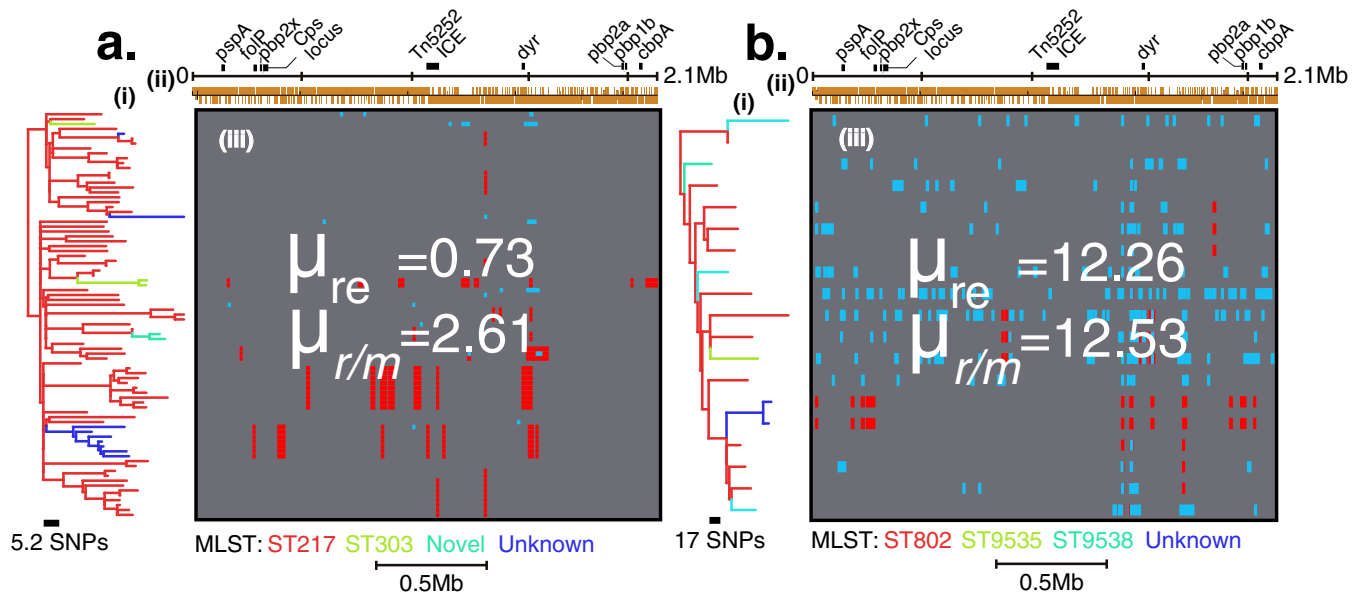 a.
pspA folP pbp2x Cps locus Tn5252 ICE dyr pbp2a pbp1b cbpA
(ii) 0 2.1Mb
(i)
(iii)
μre =0.73
μr/m =2.61
5.2 SNPs
MLST: ST217 ST303 Novel Unknown
0.5Mb
b.
pspA folP pbp2x Cps locus Tn5252 ICE dyr pbp2a pbp1b cbpA
(ii) 0 2.1Mb
(i)
(iii)
μre =12.26
μr/m =12.53
17 SNPs
MLST: ST802 ST9535 ST9538 Unknown
0.5Mb